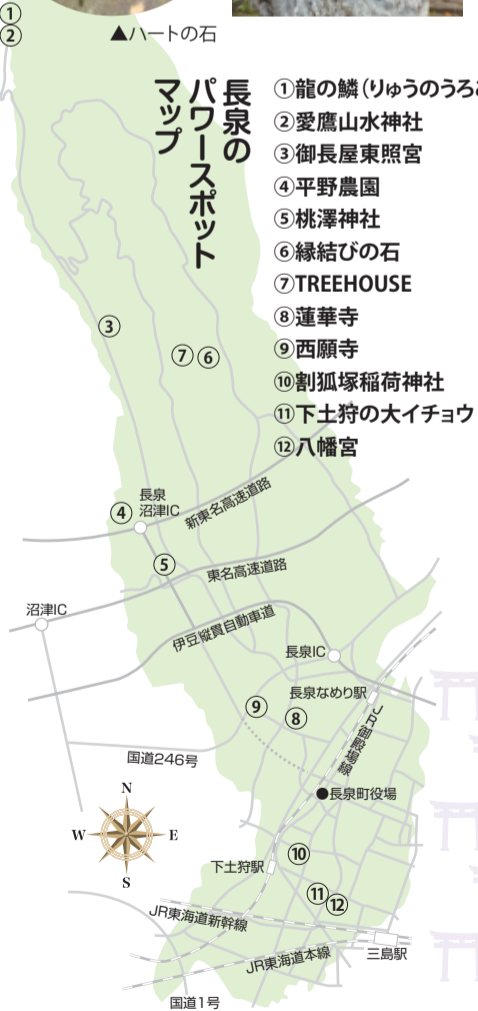 ①
②
▲ハートの石
長泉の
パワースポット
マップ
①龍の鱗（りゅうのうろ
②愛鷹山水神社
③御長屋東照宮
④平野農園
⑤桃澤神社
⑥縁結びの石
⑦TREEHOUSE
⑧蓮華寺
⑨西願寺
⑩割狐塚稲荷神社
⑪下土狩の大イチョウ
⑫八幡宮
③
⑦ ⑥
④
長泉
沼津IC
新東名高速道路
⑤
東名高速道路
沼津IC
伊豆縦貫自動車道
長泉IC
長泉なめり駅
⑨
⑧
JR御殿場線
国道246号
●長泉町役場
N
W E
S
下土狩駅
⑩
⑪
⑫
JR東海道新幹線
JR東海道本線
三島駅
国道1号